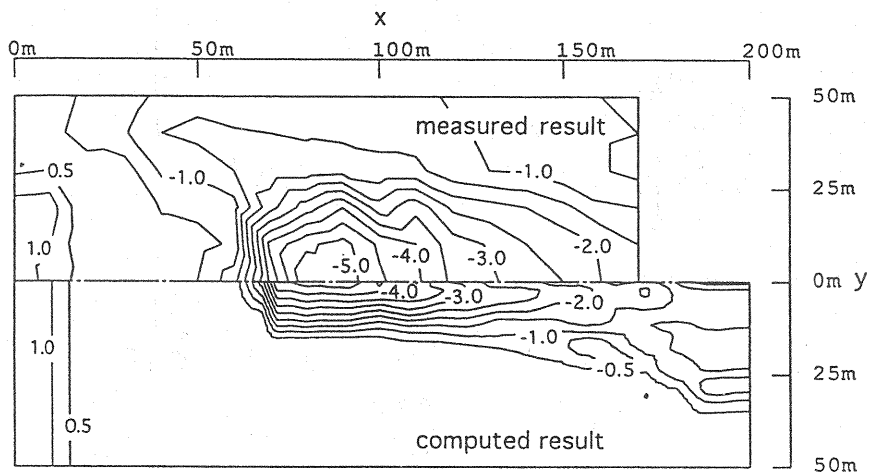 x
0m 50m 100m 150m 200m
50m
measured result
0.5 -1.0 -1.0
25m
1.0 -5.0 -4.0 -3.0 -2.0
0m y
-4.0 -3.0 -2.0
-1.0
1.0
-0.5
25m
0.5
computed result
50m